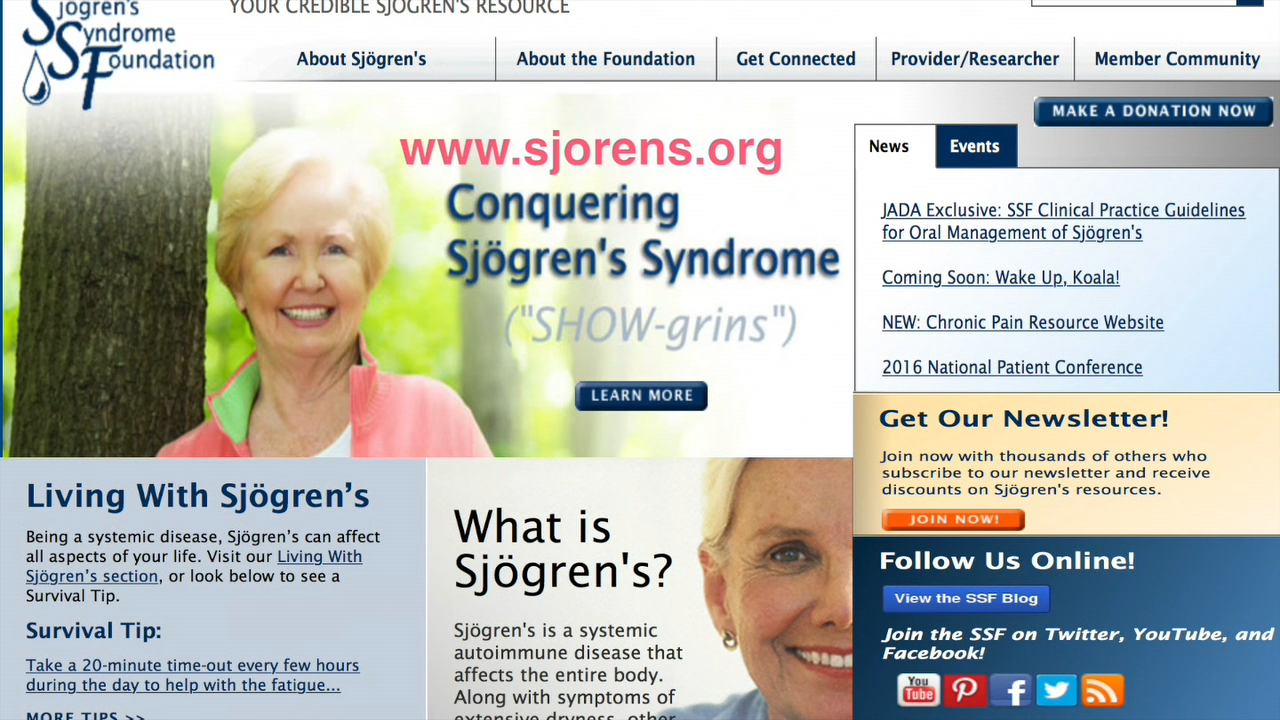 Sjögren's
Syndrome
Foundation
YOUR CREDIBLE SJÖGREN'S RESOURCE
About Sjögren's
About the Foundation
Get Connected
Provider/Researcher
Member Community
MAKE A DONATION NOW
www.sjorens.org
Conquering
Sjögren's Syndrome
("SHOW-grins")
LEARN MORE
News
Events
JADA Exclusive: SSF Clinical Practice Guidelines
for Oral Management of Sjögren's
Coming Soon: Wake Up, Koala!
NEW: Chronic Pain Resource Website
2016 National Patient Conference
Get Our Newsletter!
Join now with thousands of others who
subscribe to our newsletter and receive
discounts on Sjögren's resources.
JOIN NOW!
Living With Sjögren’s
Being a systemic disease, Sjögren’s can affect
all aspects of your life. Visit our Living With
Sjögren’s section, or look below to see a
Survival Tip.
Survival Tip:
Take a 20-minute time-out every few hours
during the day to help with the fatigue...
MORE TIPS >>
What is
Sjögren's?
Sjögren's is a systemic
autoimmune disease that
affects the entire body.
Along with symptoms of
extensive dryness, other
Follow Us Online!
View the SSF Blog
Join the SSF on Twitter, YouTube, and
Facebook!
You
Tube